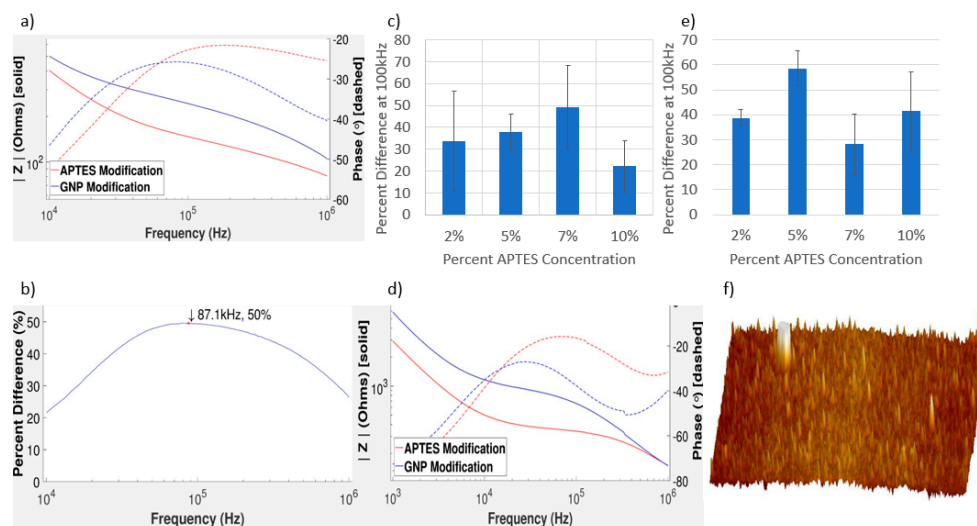 a)
| Z | (Ohms) [solid]
10²
-20
-30
-40
-50
-60
Phase (°) [dashed]
APTES Modification
GNP Modification
10⁴
10⁵
10⁶
Frequency (Hz)
c)
Percent Difference at 100kHz
80
70
60
50
40
30
20
10
0
2%
5%
7%
10%
Percent APTES Concentration
e)
Percent Difference at 100kHz
80
70
60
50
40
30
20
10
0
2%
5%
7%
10%
Percent APTES Concentration
b)
Percent Difference (%)
50
40
30
20
10
0
↓ 87.1kHz, 50%
10⁴
10⁵
10⁶
Frequency (Hz)
d)
| Z | (Ohms) [solid]
10³
-20
-40
-60
-80
Phase (°) [dashed]
APTES Modification
GNP Modification
10³
10⁴
10⁵
10⁶
Frequency (Hz)
f)